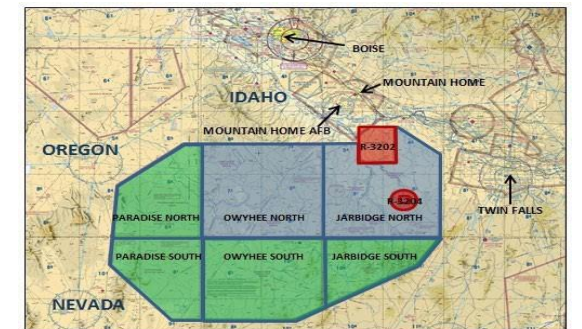 BOISE
MOUNTAIN HOME
IDAHO
MOUNTAIN HOME AFB
OREGON
R-3202
TWIN FALLS
PARADISE NORTH
OWYHEE NORTH
JARBIDGE NORTH
PARADISE SOUTH
OWYHEE SOUTH
JARBIDGE SOUTH
NEVADA